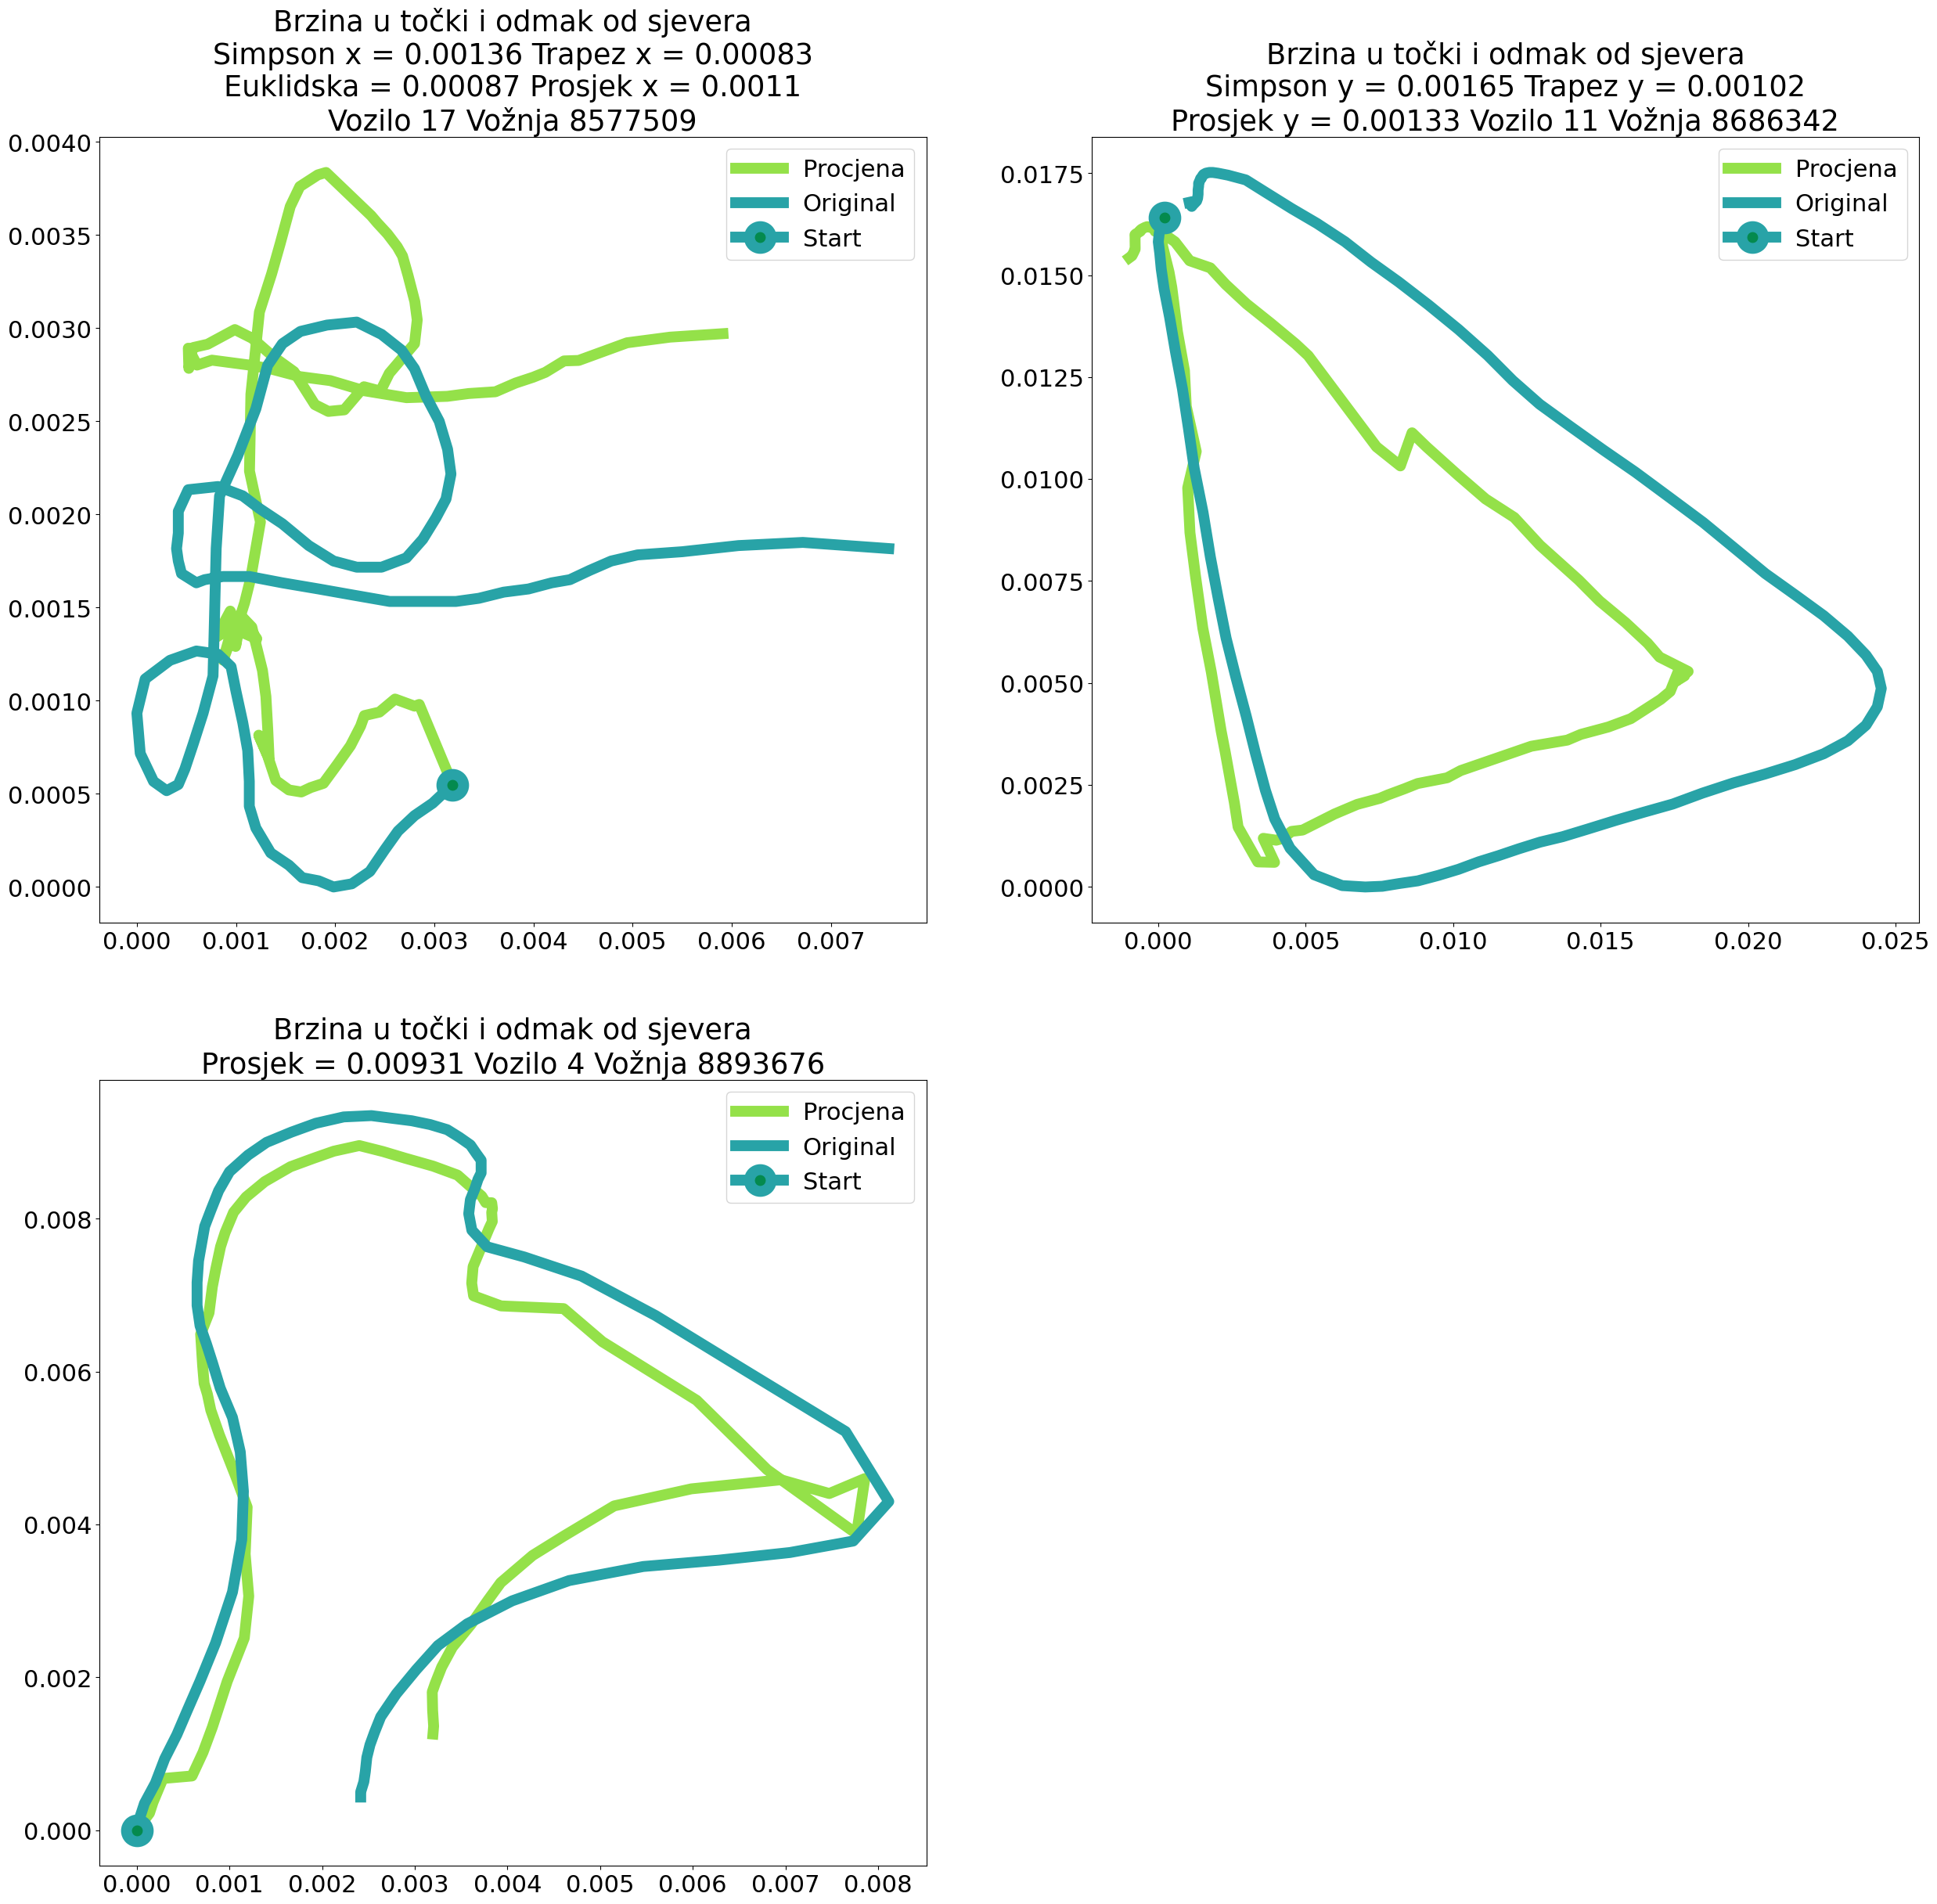 Brzina u točki i odmak od sjevera
Simpson x = 0.00136 Trapez x = 0.00083
Euklidska = 0.00087 Prosjek x = 0.0011
Vozilo 17 Vožnja 8577509
Procjena
Original
Start
0.0040
0.0035
0.0030
0.0025
0.0020
0.0015
0.0010
0.0005
0.0000
0.000 0.001 0.002 0.003 0.004 0.005 0.006 0.007
Brzina u točki i odmak od sjevera
Simpson y = 0.00165 Trapez y = 0.00102
Prosjek y = 0.00133 Vozilo 11 Vožnja 8686342
Procjena
Original
Start
0.0175
0.0150
0.0125
0.0100
0.0075
0.0050
0.0025
0.0000
0.000 0.005 0.010 0.015 0.020 0.025
Brzina u točki i odmak od sjevera
Prosjek = 0.00931 Vozilo 4 Vožnja 8893676
Procjena
Original
Start
0.008
0.006
0.004
0.002
0.000
0.000 0.001 0.002 0.003 0.004 0.005 0.006 0.007 0.008